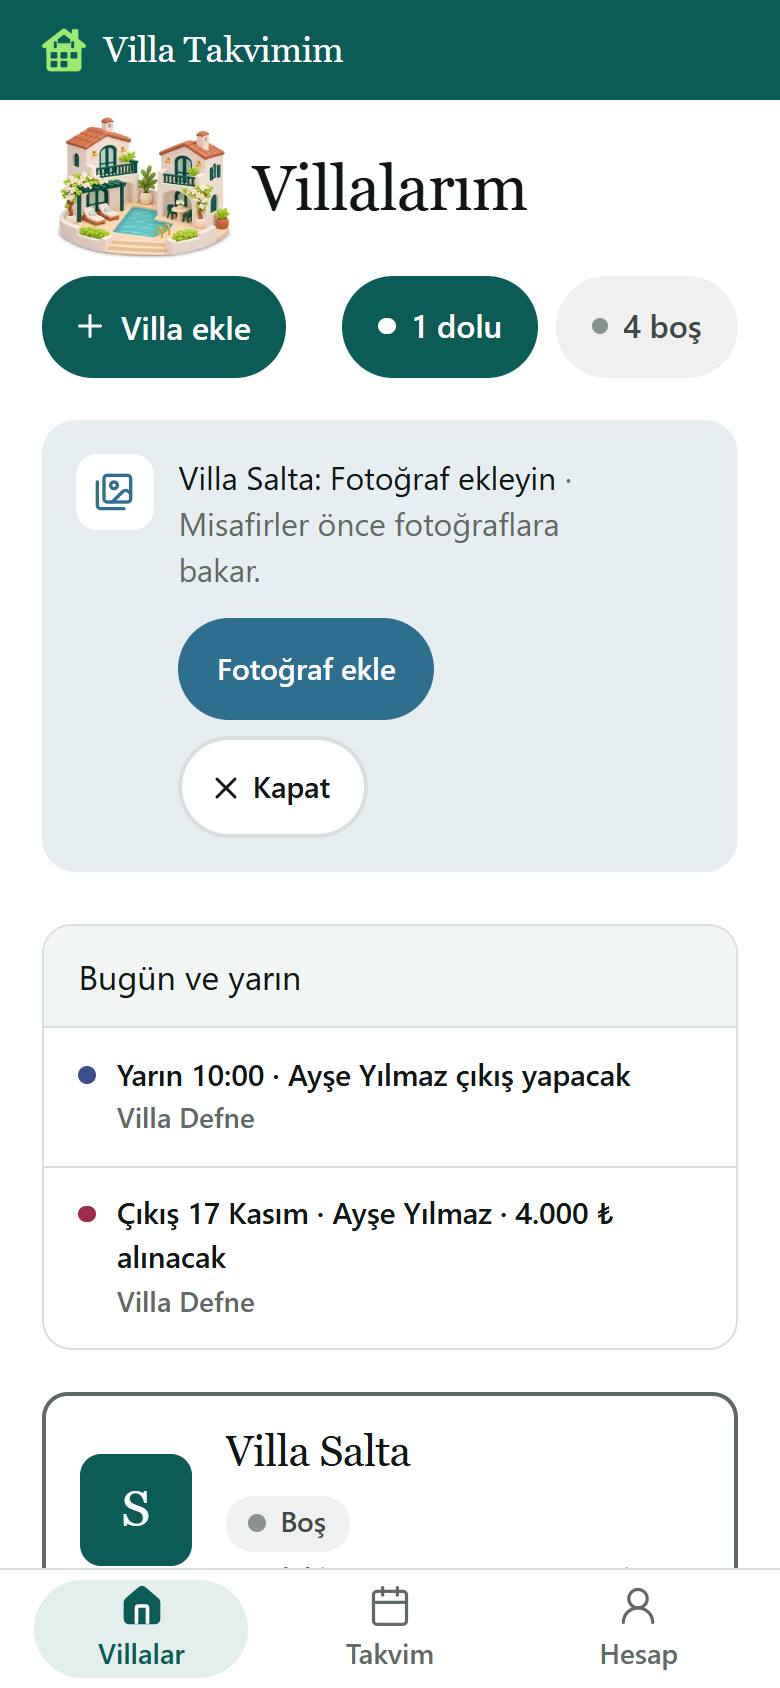 Villa Takvimim
Villalarım
Villa ekle
1 dolu
4 boş
Villa Salta: Fotoğraf ekleyin ·
Misafirler önce fotoğraflara
bakar.
Fotoğraf ekle
Kapat
Bugün ve yarın
Yarın 10:00 · Ayşe Yılmaz çıkış yapacak
Villa Defne
Çıkış 17 Kasım · Ayşe Yılmaz · 4.000 ₺
alınacak
Villa Defne
S
Villa Salta
Boş
Villalar
Takvim
Hesap